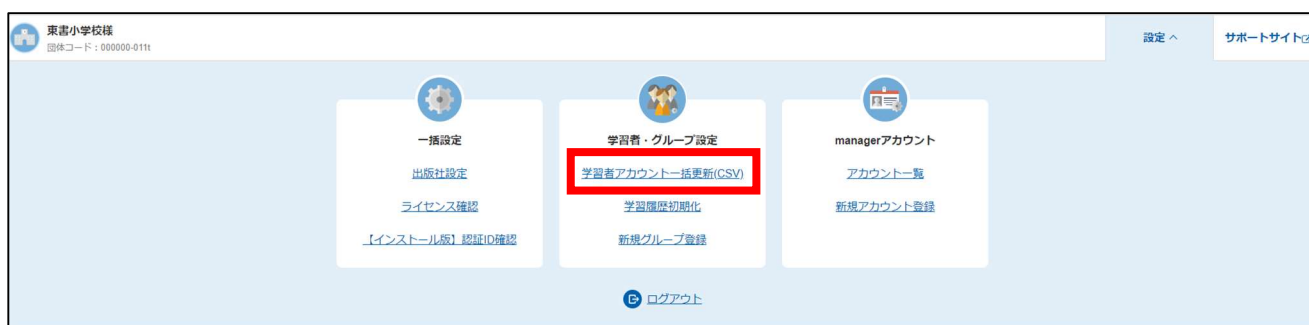 東書小学校様
団体コード：000000-011t
設定
サポートサイト
一括設定
出版社設定
ライセンス確認
【インストール版】認証ID確認
学習者・グループ設定
学習者アカウント一括更新(CSV)
学習履歴初期化
新規グループ登録
managerアカウント
アカウント一覧
新規アカウント登録
ログアウト